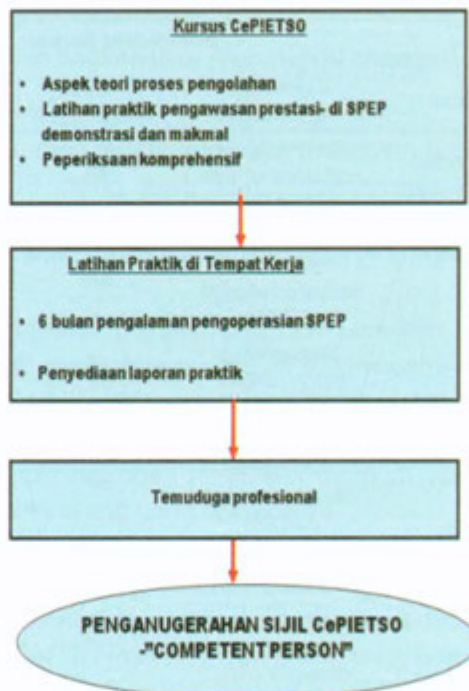 Kursus CePIETSO
• Aspek teori proses pengolahan
• Latihan praktik pengawasan prestasi- di SPEP
demonstrasi dan makmal
• Peperiksaan komprehensif
Latihan Praktik di Tempat Kerja
• 6 bulan pengalaman pengoperasian SPEP
• Penyediaan laporan praktik
Temuduga profesional
PENGANUGERAHAN SIJIL CePIETSO
-"COMPETENT PERSON"